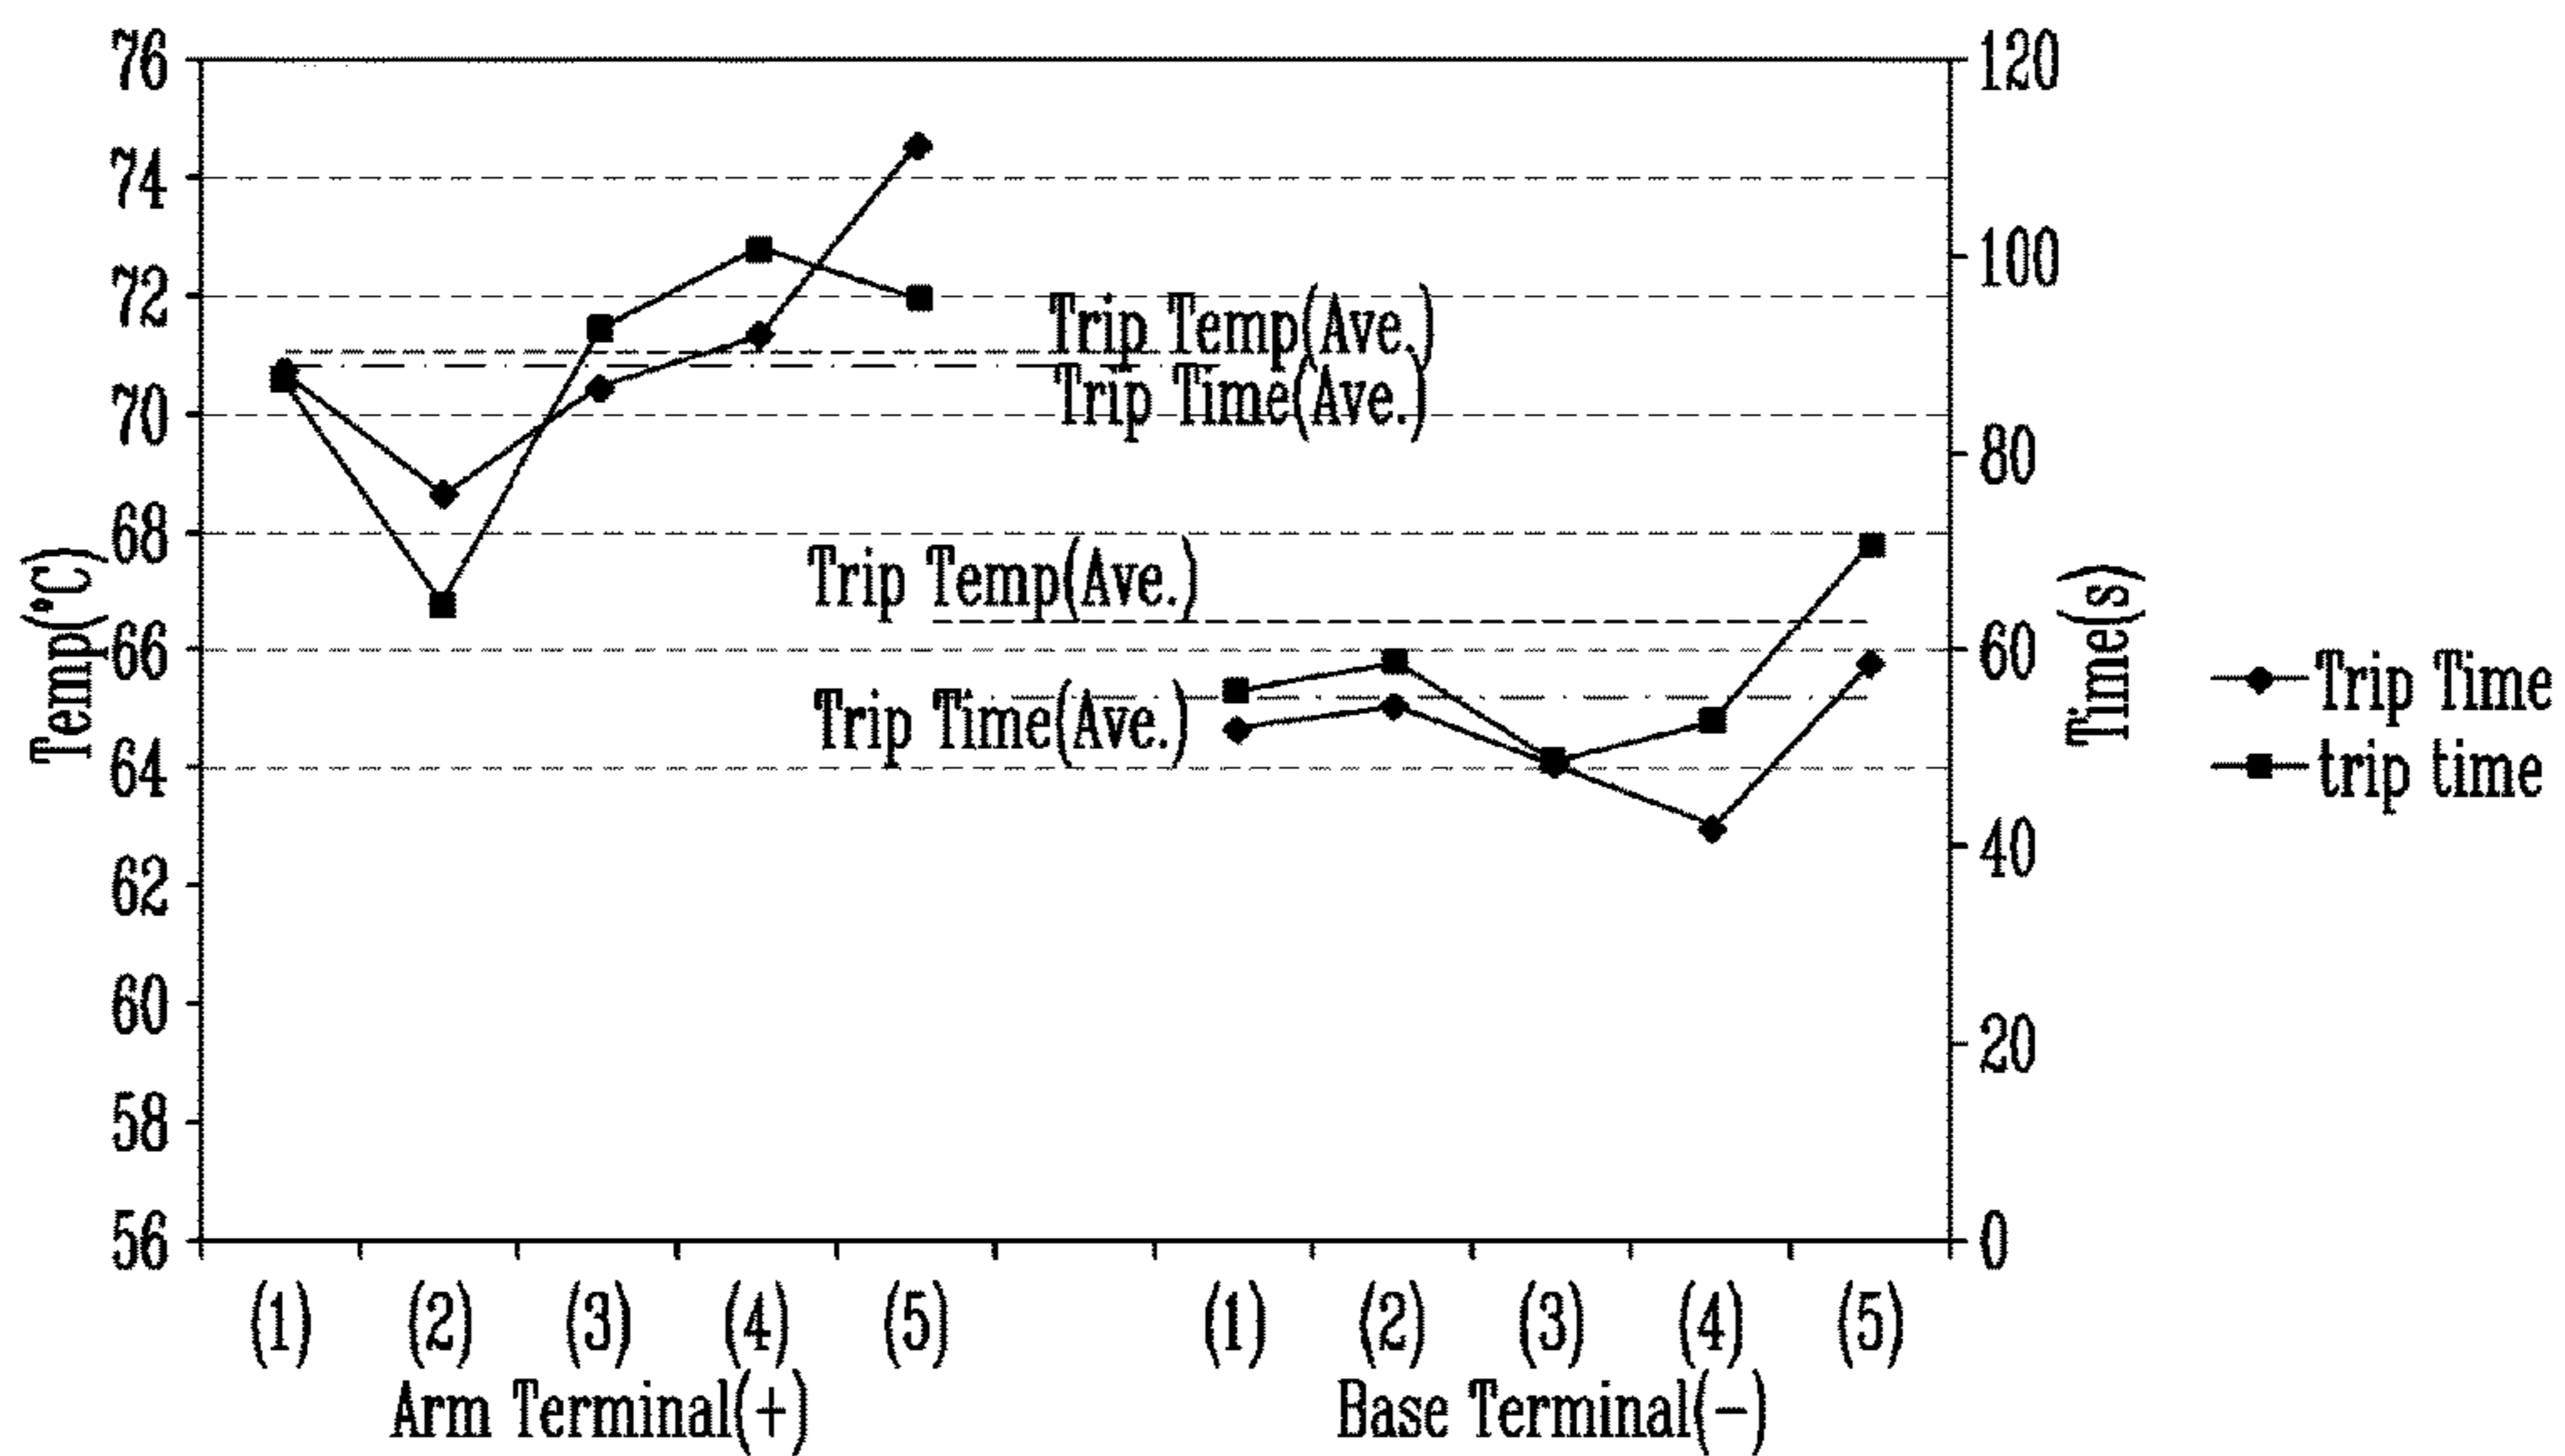 76
74
72
70
68
66
64
62
60
58
56
Temp(°C)
120
100
80
60
40
20
0
Time(s)
Trip Temp(Ave.)
Trip Time(Ave.)
Trip Temp(Ave.)
Trip Time(Ave.)
Trip Time
trip time
(1) (2) (3) (4) (5) (1) (2) (3) (4) (5)
Arm Terminal(+) Base Terminal(-)